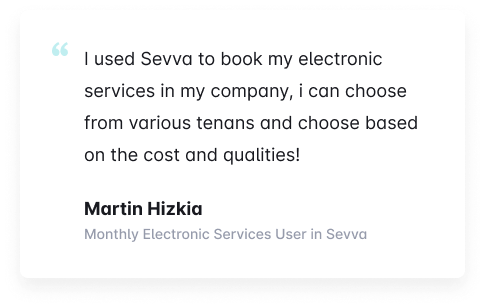 “
I used Sevva to book my electronic
services in my company, i can choose
from various tenans and choose based
on the cost and qualities!
Martin Hizkia
Monthly Electronic Services User in Sevva